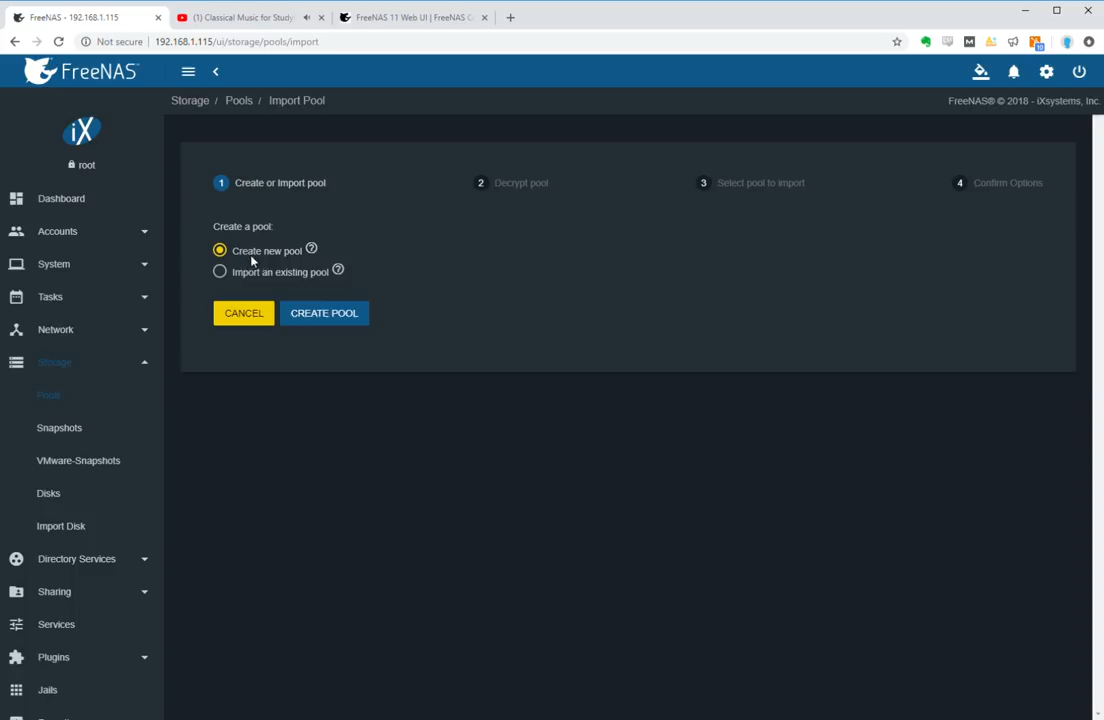 FreeNAS - 192.168.1.115
(1) Classical Music for Study
FreeNAS 11 Web UI | FreeNAS C
Not secure
192.168.1.115/ui/storage/pools/import
10
FreeNAS®
Storage / Pools / Import Pool
FreeNAS® © 2018 - iXsystems, Inc.
iX
root
Dashboard
Accounts
System
Tasks
Network
Storage
Pools
Snapshots
VMware-Snapshots
Disks
Import Disk
Directory Services
Sharing
Services
Plugins
Jails
1 Create or Import pool
2 Decrypt pool
3 Select pool to import
4 Confirm Options
Create a pool:
Create new pool
Import an existing pool
CANCEL
CREATE POOL